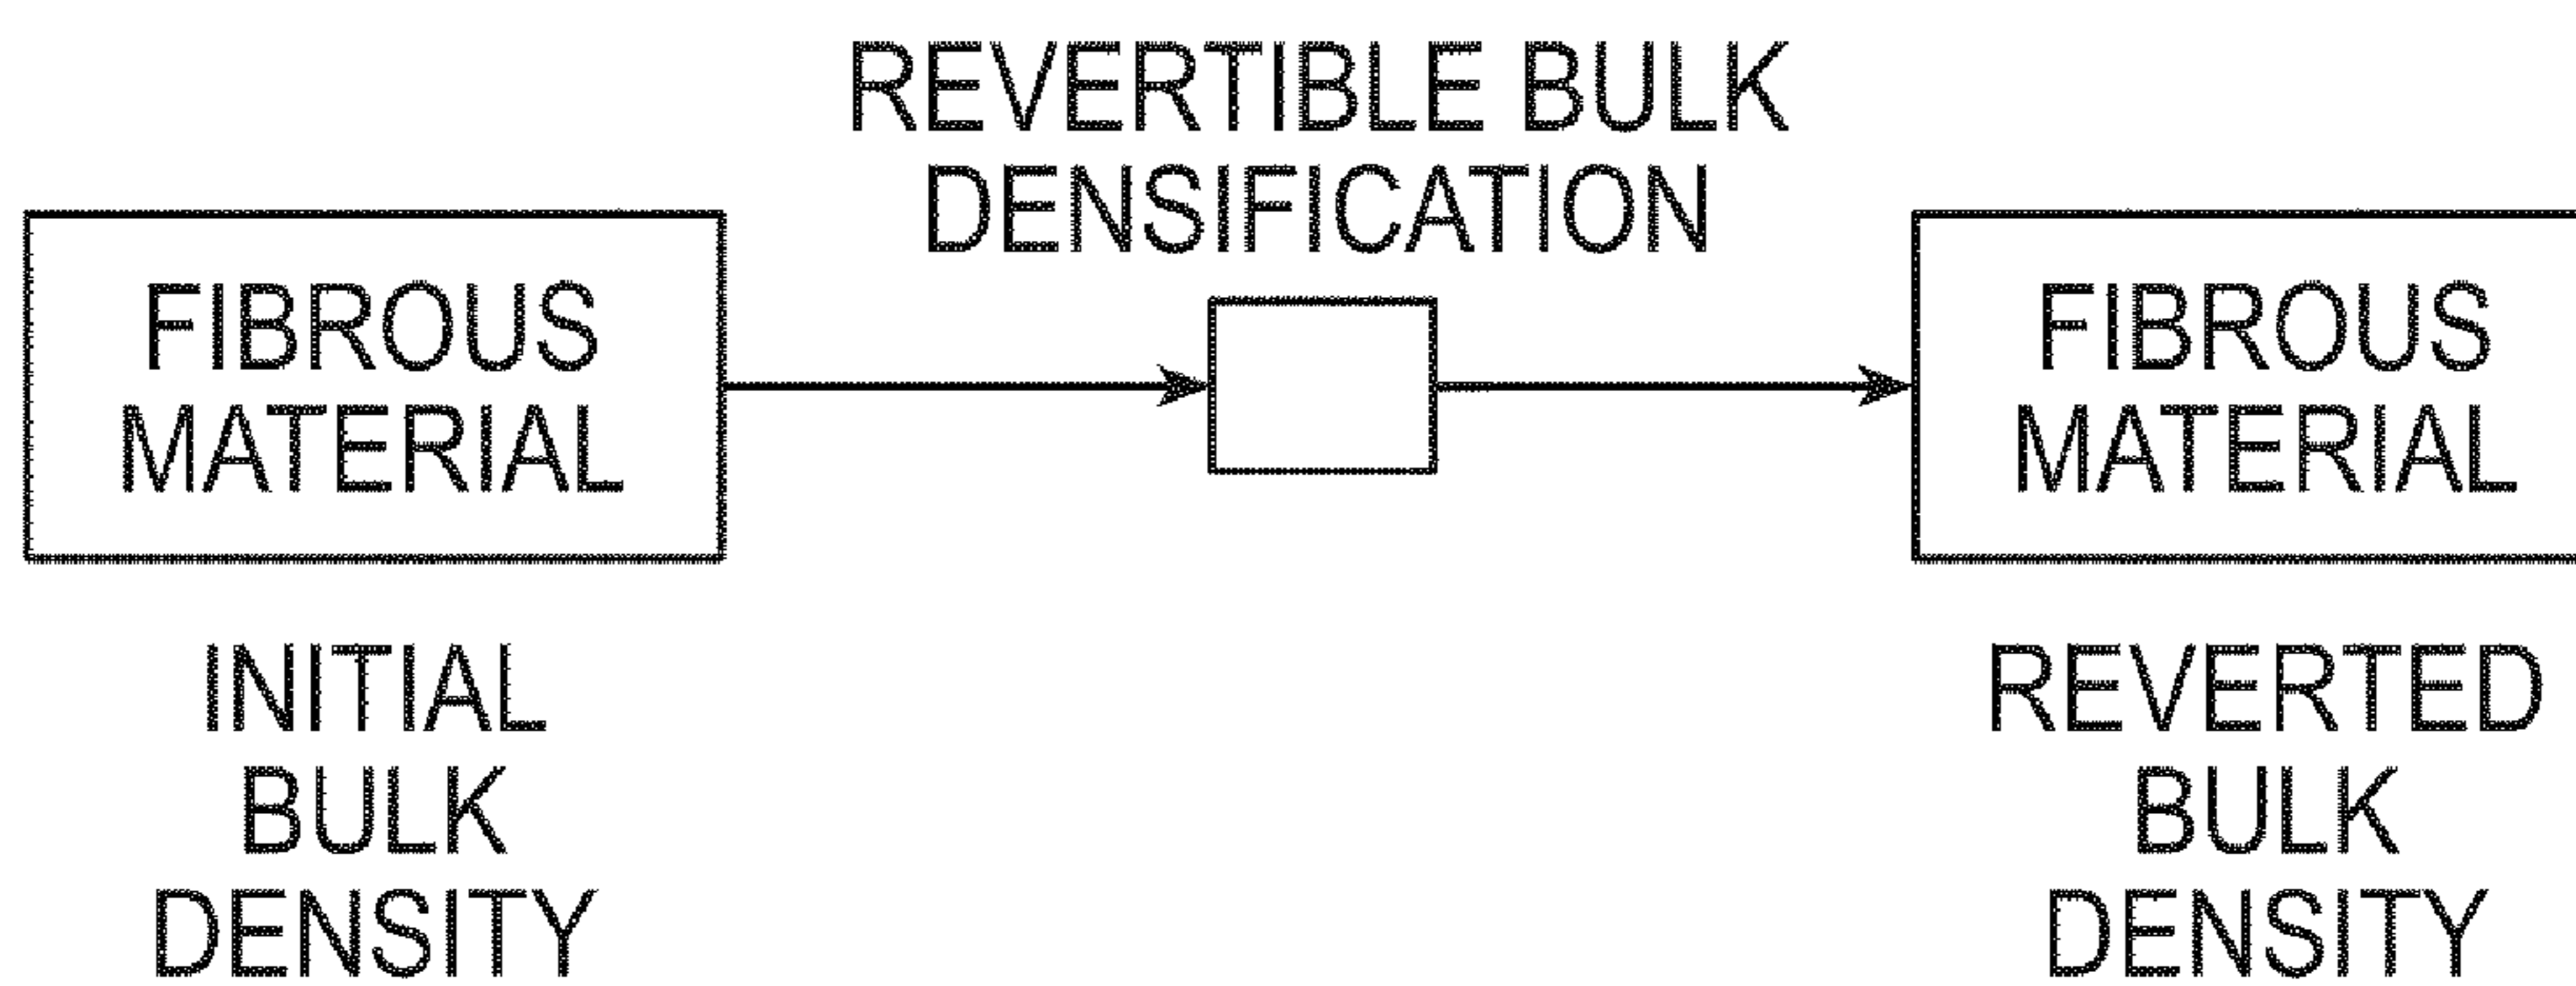 REVERTIBLE BULK
DENSIFICATION
FIBROUS
MATERIAL
FIBROUS
MATERIAL
INITIAL
BULK
DENSITY
REVERTED
BULK
DENSITY